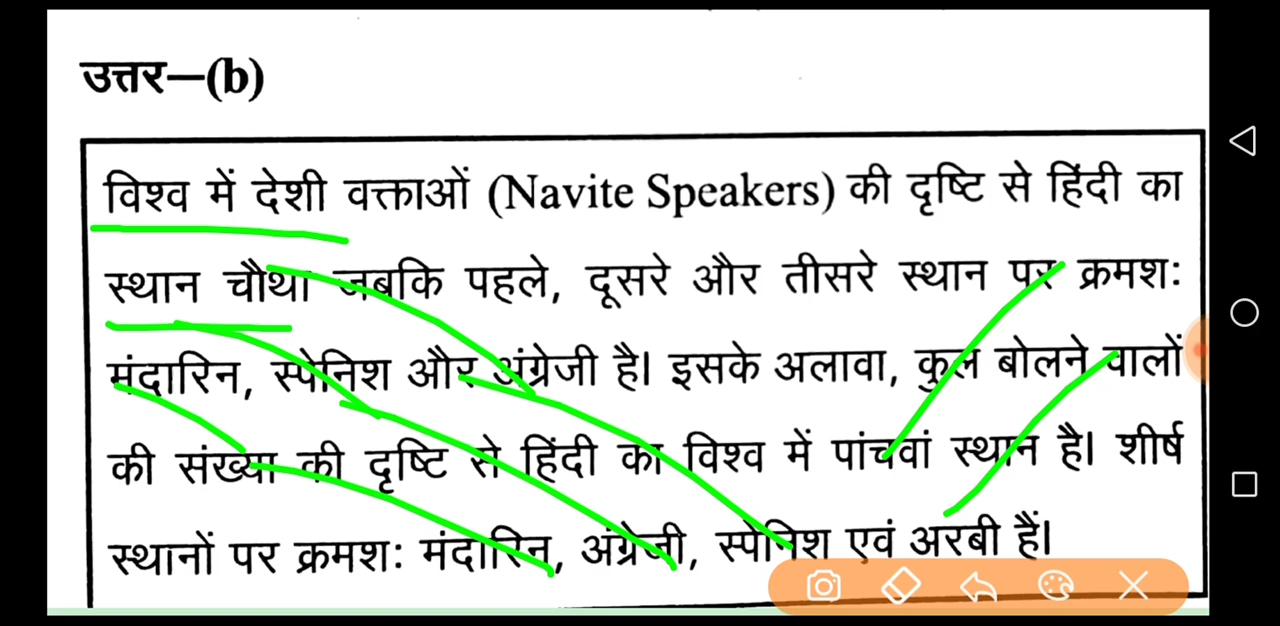 उत्तर—(b)
विश्व में देशी वक्ताओं (Navite Speakers) की दृष्टि से हिंदी का
स्थान चौथा जबकि पहले, दूसरे और तीसरे स्थान पर क्रमशः
मंदारिन, स्पेनिश और अंग्रेजी है। इसके अलावा, कुल बोलने वालों
की संख्या की दृष्टि से हिंदी का विश्व में पांचवां स्थान है। शीर्ष
स्थानों पर क्रमशः मंदारिन, अंग्रेजी, स्पेनिश एवं अरबी हैं।